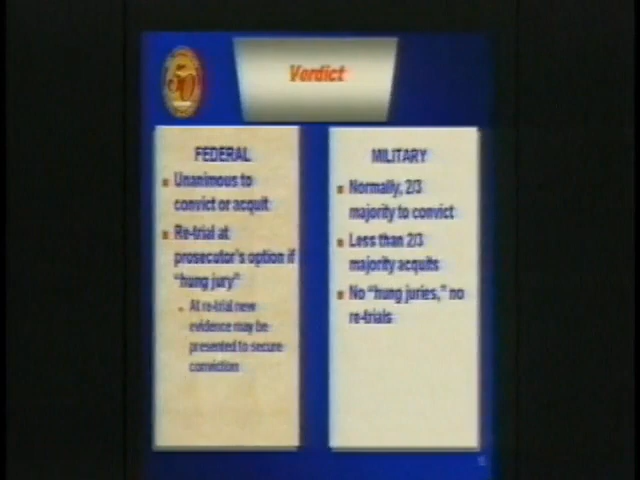 50
Verdict
FEDERAL
Unanimous to
convict or acquit
Re-trial at
prosecutor's option if
"hung jury"
At re-trial new
evidence may be
presented to secure
conviction
MILITARY
Normally, 2/3
majority to convict
Less than 2/3
majority acquits
No "hung juries," no
re-trials